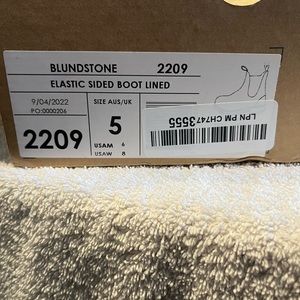 BLUNDSTONE 2209
ELASTIC SIDED BOOT LINED
9/04/2022
PO:0000206
2209
SIZE AUS/UK
5
USAM 6
USAW 8
LPN PM CH7473555